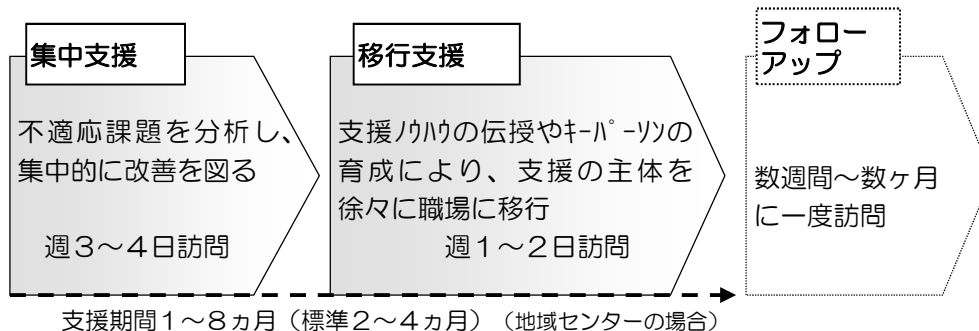 集中支援
不適応課題を分析し、
集中的に改善を図る
週３～４日訪問
移行支援
支援ﾉｳﾊｳの伝授やｷｰﾊﾟｰｿﾝの
育成により、支援の主体を
徐々に職場に移行
週１～２日訪問
フォロー
アップ
数週間～数ヶ月
に一度訪問
支援期間１～８ヵ月（標準２～４ヵ月）（地域センターの場合）